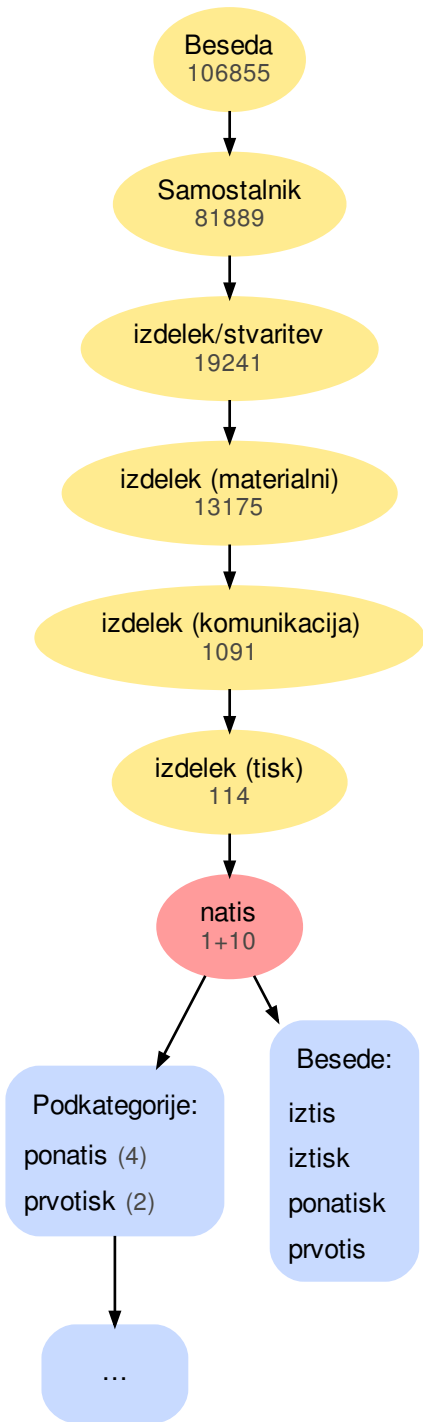 Beseda
106855
Samostalnik
81889
izdelek/stvaritev
19241
izdelek (materialni)
13175
izdelek (komunikacija)
1091
izdelek (tisk)
114
natis
1+10
Podkategorije:
ponatis (4)
prvotisk (2)
Besede:
iztis
iztisk
ponatisk
prvotis
...